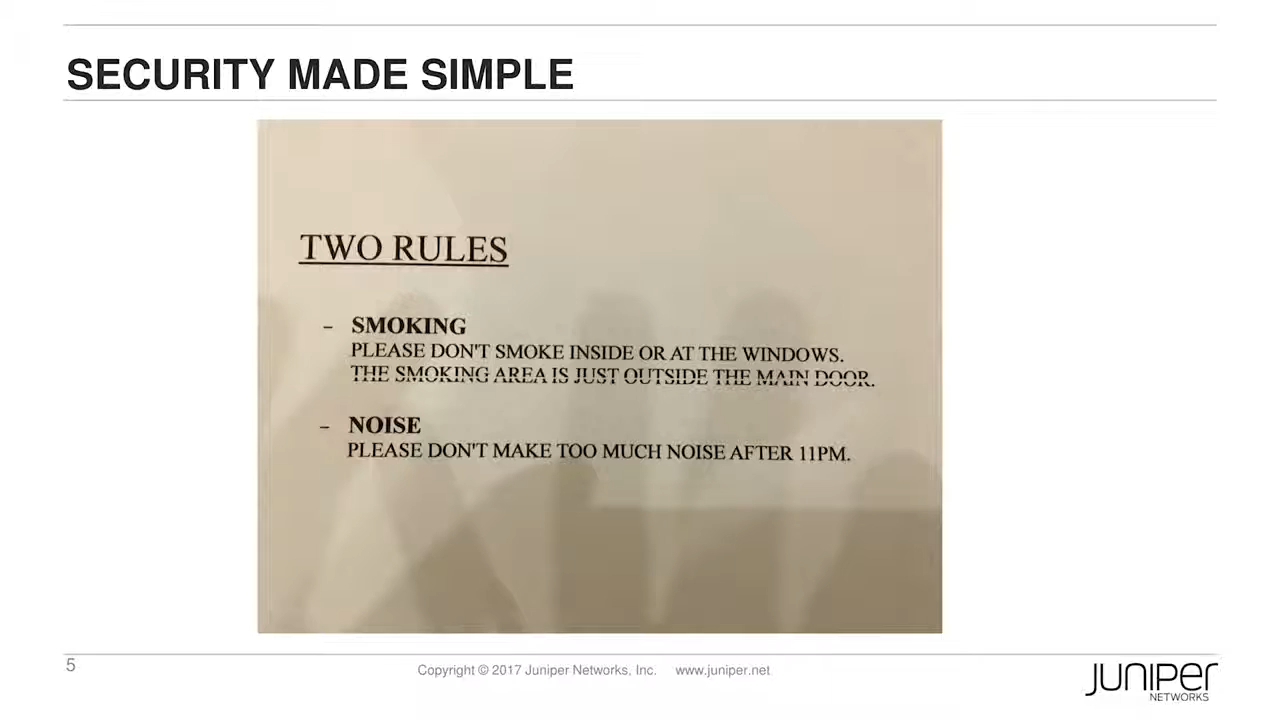 SECURITY MADE SIMPLE
TWO RULES
- SMOKING
PLEASE DON'T SMOKE INSIDE OR AT THE WINDOWS.
THE SMOKING AREA IS JUST OUTSIDE THE MAIN DOOR.
- NOISE
PLEASE DON'T MAKE TOO MUCH NOISE AFTER 11PM.
5
Copyright © 2017 Juniper Networks, Inc. www.juniper.net
JUNIPer
NETWORKS